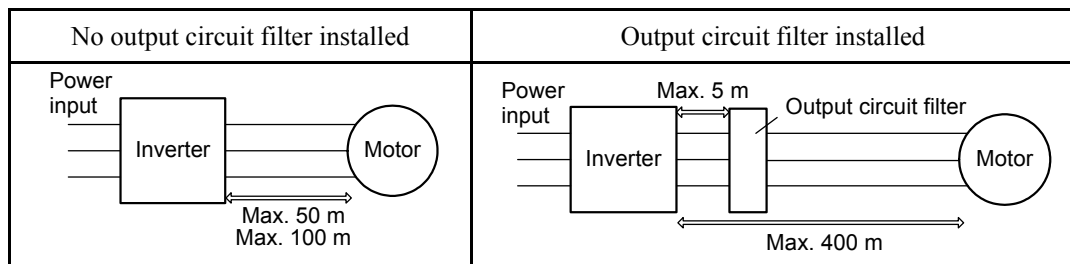 No output circuit filter installed
Output circuit filter installed
Power
input
Inverter
Motor
Max. 50 m
Max. 100 m
Power
input
Max. 5 m
Output circuit filter
Inverter
Motor
Max. 400 m